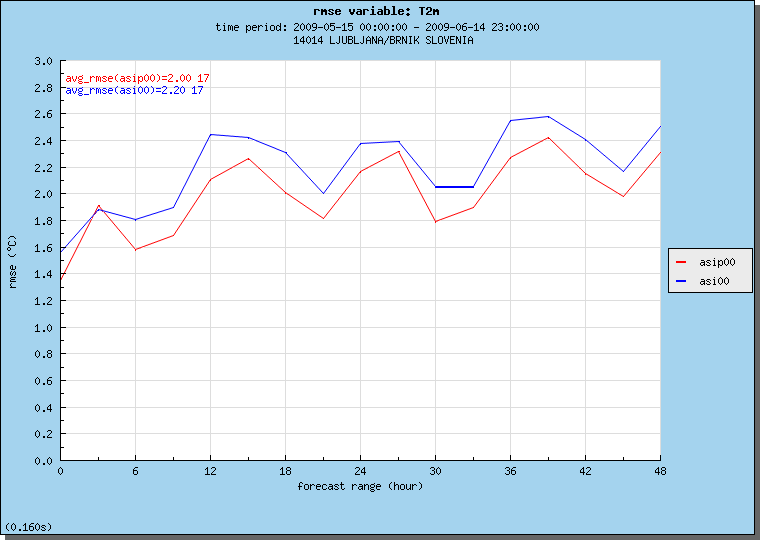 rmse variable: T2m
time period: 2009-05-15 00:00:00 - 2009-06-14 23:00:00
14014 LJUBLJANA/BRNIK SLOVENIA
avg_rmse(asip00)=2.00 17
avg_rmse(asi00)=2.20 17
3.0
2.8
2.6
2.4
2.2
2.0
1.8
1.6
1.4
1.2
1.0
0.8
0.6
0.4
0.2
0.0
rmse (°C)
asip00
asi00
0 6 12 18 24 30 36 42 48
forecast range (hour)
(0.160s)